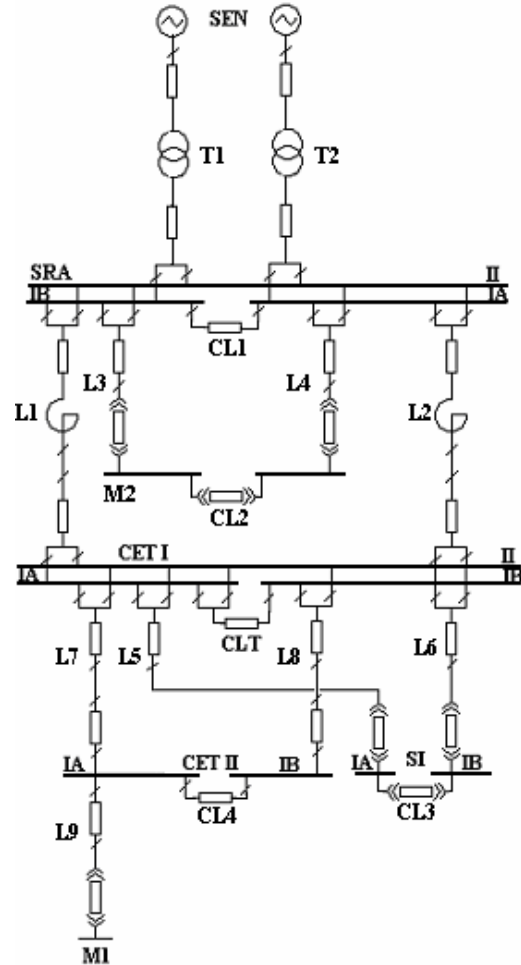 SEN
T1 T2
SRA II
IB IA
CL1
L3 L4
L1 L2
M2
CL2
CET I II
IA IB
CLT
L7 L5 L8 L6
IA CET II IB IA SI IB
CL4 CL3
L9
M1